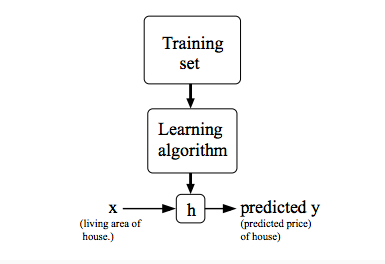 Training
set
Learning
algorithm
x
(living area of
house.)
h
predicted y
(predicted price)
of house)